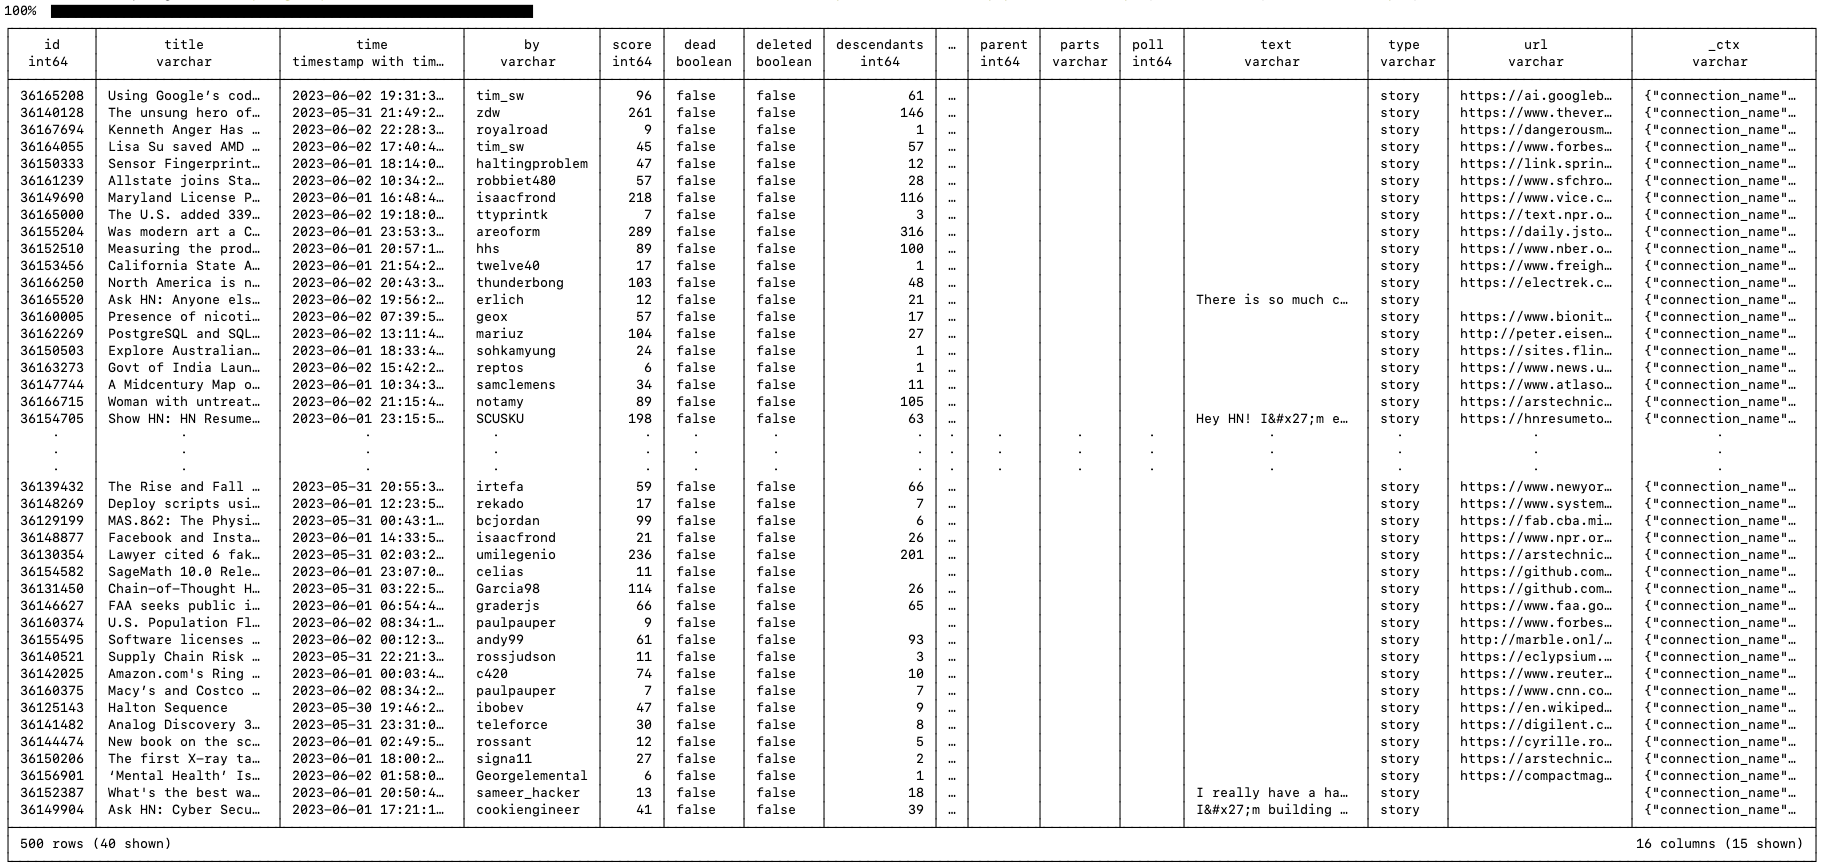 100%
id title time by score dead deleted descendants … parent parts poll text type url _ctx
int64 varchar timestamp with tim… varchar int64 boolean boolean int64 int64 varchar int64 varchar varchar varchar varchar
36165208 Using Google’s cod… 2023-06-02 19:31:3… tim_sw 96 false false 61 … story https://ai.googleb… {"connection_name"…
36140128 The unsung hero of… 2023-05-31 21:49:2… zdw 261 false false 146 … story https://www.thever… {"connection_name"…
36167694 Kenneth Anger Has … 2023-06-02 22:28:3… royalroad 9 false false 1 … story https://dangerousm… {"connection_name"…
36164055 Lisa Su saved AMD … 2023-06-02 17:40:4… tim_sw 45 false false 57 … story https://www.forbes… {"connection_name"…
36150333 Sensor Fingerprint… 2023-06-01 18:14:0… haltingproblem 47 false false 12 … story https://link.sprin… {"connection_name"…
36161239 Allstate joins Sta… 2023-06-02 10:34:2… robbiet480 57 false false 28 … story https://www.sfchro… {"connection_name"…
36149690 Maryland License P… 2023-06-01 16:48:4… isaacfrond 218 false false 116 … story https://www.vice.c… {"connection_name"…
36165000 The U.S. added 339… 2023-06-02 19:18:0… ttyprintk 7 false false 3 … story https://text.npr.o… {"connection_name"…
36155204 Was modern art a C… 2023-06-01 23:53:3… areoform 289 false false 316 … story https://daily.jsto… {"connection_name"…
36152510 Measuring the prod… 2023-06-01 20:57:1… hhs 89 false false 100 … story https://www.nber.o… {"connection_name"…
36153456 California State A… 2023-06-01 21:54:2… twelve40 17 false false 1 … story https://www.freigh… {"connection_name"…
36166250 North America is n… 2023-06-02 20:43:3… thunderbong 103 false false 48 … story https://electrek.c… {"connection_name"…
36165520 Ask HN: Anyone els… 2023-06-02 19:56:2… erlich 12 false false 21 … There is so much c… story {"connection_name"…
36160005 Presence of nicoti… 2023-06-02 07:39:5… geox 57 false false 17 … story https://www.bionit… {"connection_name"…
36162269 PostgreSQL and SQL… 2023-06-02 13:11:4… mariuz 104 false false 27 … story http://peter.eisen… {"connection_name"…
36150503 Explore Australian… 2023-06-01 18:33:4… sohkamyung 24 false false 1 … story https://sites.flin… {"connection_name"…
36163273 Govt of India Laun… 2023-06-02 15:42:2… reptos 6 false false 1 … story https://www.news.u… {"connection_name"…
36147744 A Midcentury Map o… 2023-06-01 10:34:3… samclemens 34 false false 11 … story https://www.atlaso… {"connection_name"…
36166715 Woman with untreat… 2023-06-02 21:15:4… notamy 89 false false 105 … story https://arstechnic… {"connection_name"…
36154705 Show HN: HN Resume… 2023-06-01 23:15:5… SCUSKU 198 false false 63 … Hey HN! I&#x27;m e… story https://hnresumeto… {"connection_name"…
· · · · · · · · · · · · · · · ·
· · · · · · · · · · · · · · · ·
· · · · · · · · · · · · · · · ·
36139432 The Rise and Fall … 2023-05-31 20:55:3… irtefa 59 false false 66 … story https://www.newyor… {"connection_name"…
36148269 Deploy scripts usi… 2023-06-01 12:23:5… rekado 17 false false 7 … story https://www.system… {"connection_name"…
36129199 MAS.862: The Physi… 2023-05-31 00:43:1… bcjordan 99 false false 6 … story https://fab.cba.mi… {"connection_name"…
36148877 Facebook and Insta… 2023-06-01 14:33:5… isaacfrond 21 false false 26 … story https://www.npr.or… {"connection_name"…
36130354 Lawyer cited 6 fak… 2023-05-31 02:03:2… umilegenio 236 false false 201 … story https://arstechnic… {"connection_name"…
36154582 SageMath 10.0 Rele… 2023-06-01 23:07:0… celias 11 false false … story https://github.com… {"connection_name"…
36131450 Chain-of-Thought H… 2023-05-31 03:22:5… Garcia98 114 false false 26 … story https://github.com… {"connection_name"…
36146627 FAA seeks public i… 2023-06-01 06:54:4… graderjs 66 false false 65 … story https://www.faa.go… {"connection_name"…
36160374 U.S. Population Fl… 2023-06-02 08:34:1… paulpauper 9 false false … story https://www.forbes… {"connection_name"…
36155495 Software licenses … 2023-06-02 00:12:3… andy99 61 false false 93 … story http://marble.onl/… {"connection_name"…
36140521 Supply Chain Risk … 2023-05-31 22:21:3… rossjudson 11 false false 3 … story https://eclypsium.… {"connection_name"…
36142025 Amazon.com's Ring … 2023-06-01 00:03:4… c420 74 false false 10 … story https://www.reuter… {"connection_name"…
36160375 Macy’s and Costco … 2023-06-02 08:34:2… paulpauper 7 false false 7 … story https://www.cnn.co… {"connection_name"…
36125143 Halton Sequence 2023-05-30 19:46:2… ibobev 47 false false 9 … story https://en.wikiped… {"connection_name"…
36141482 Analog Discovery 3… 2023-05-31 23:31:0… teleforce 30 false false 8 … story https://digilent.c… {"connection_name"…
36144474 New book on the sc… 2023-06-01 02:49:5… rossant 12 false false 5 … story https://cyrille.ro… {"connection_name"…
36150206 The first X-ray ta… 2023-06-01 18:00:2… signa11 27 false false 2 … story https://arstechnic… {"connection_name"…
36156901 ‘Mental Health’ Is… 2023-06-02 01:58:0… Georgelemental 6 false false 1 … story https://compactmag… {"connection_name"…
36152387 What's the best wa… 2023-06-01 20:50:4… sameer_hacker 13 false false 18 … I really have a ha… story {"connection_name"…
36149904 Ask HN: Cyber Secu… 2023-06-01 17:21:1… cookiengineer 41 false false 39 … I&#x27;m building … story {"connection_name"…
500 rows (40 shown) 16 columns (15 shown)